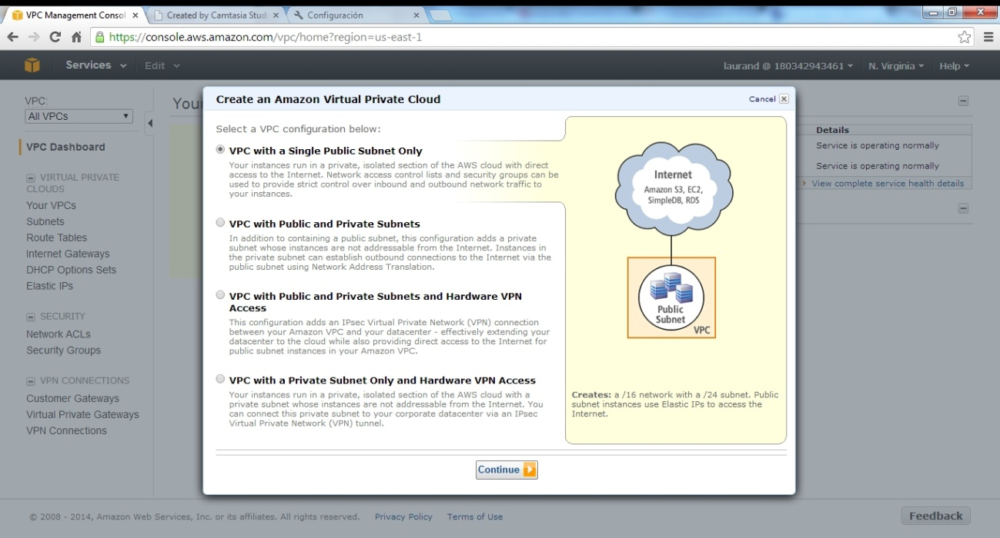 VPC Management Consol
Created by Camtasia Stud
Configuración
https://console.aws.amazon.com/vpc/home?region=us-east-1
Services
Edit
laurand @ 180342943461
N. Virginia
Help
VPC:
All VPCs
VPC Dashboard
VIRTUAL PRIVATE
CLOUDS
Your VPCs
Subnets
Route Tables
Internet Gateways
DHCP Options Sets
Elastic IPs
SECURITY
Network ACLs
Security Groups
VPN CONNECTIONS
Customer Gateways
Virtual Private Gateways
VPN Connections
You
Create an Amazon Virtual Private Cloud
Cancel
Select a VPC configuration below:
VPC with a Single Public Subnet Only
Your instances run in a private, isolated section of the AWS cloud with direct
access to the Internet. Network access control lists and security groups can be
used to provide strict control over inbound and outbound network traffic to
your instances.
VPC with Public and Private Subnets
In addition to containing a public subnet, this configuration adds a private
subnet whose instances are not addressable from the Internet. Instances in
the private subnet can establish outbound connections to the Internet via the
public subnet using Network Address Translation.
VPC with Public and Private Subnets and Hardware VPN
Access
This configuration adds an IPsec Virtual Private Network (VPN) connection
between your Amazon VPC and your datacenter - effectively extending your
datacenter to the cloud while also providing direct access to the Internet for
public subnet instances in your Amazon VPC.
VPC with a Private Subnet Only and Hardware VPN Access
Your instances run in a private, isolated section of the AWS cloud with a
private subnet whose instances are not addressable from the Internet. You
can connect this private subnet to your corporate datacenter via an IPsec
Virtual Private Network (VPN) tunnel.
Internet
Amazon S3, EC2,
SimpleDB, RDS
Public
Subnet
VPC
Creates: a /16 network with a /24 subnet. Public
subnet instances use Elastic IPs to access the
Internet.
Continue
Details
Service is operating normally
Service is operating normally
View complete service health details
© 2008 - 2014, Amazon Web Services, Inc. or its affiliates. All rights reserved.
Privacy Policy
Terms of Use
Feedback